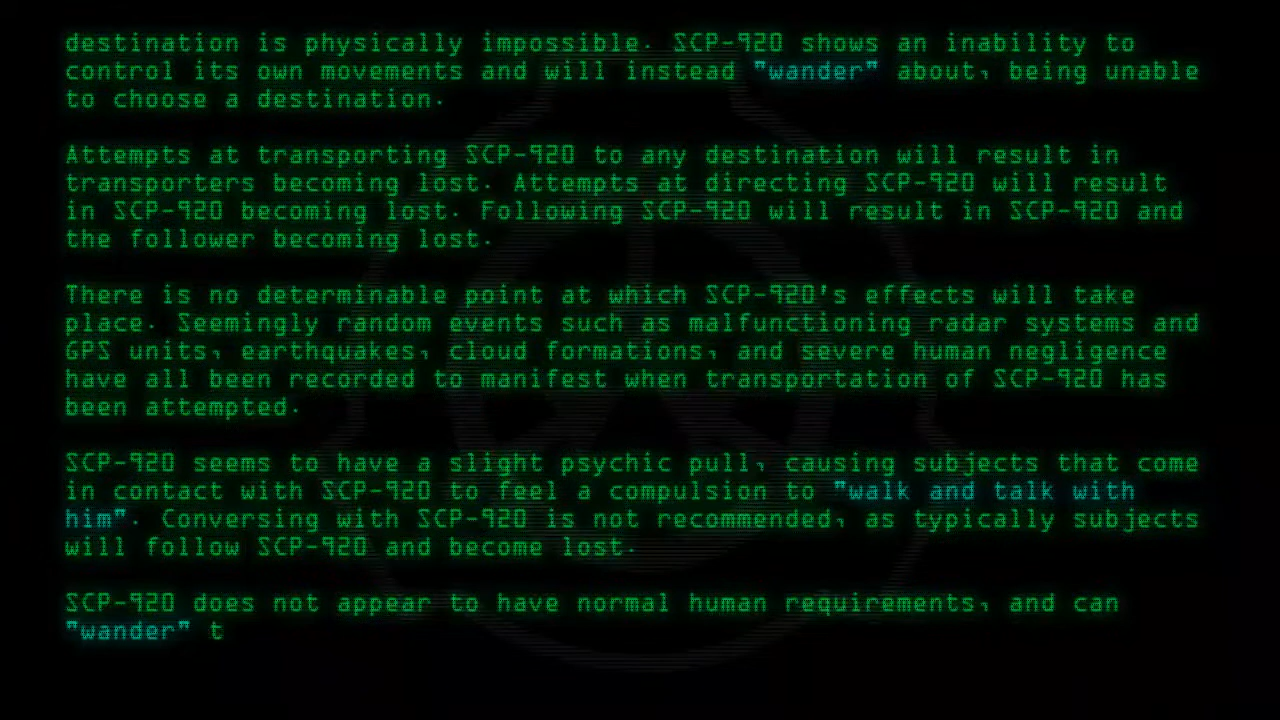 destination is physically impossible. SCP-920 shows an inability to
control its own movements and will instead "wander" about, being unable
to choose a destination.
Attempts at transporting SCP-920 to any destination will result in
transporters becoming lost. Attempts at directing SCP-920 will result
in SCP-920 becoming lost. Following SCP-920 will result in SCP-920 and
the follower becoming lost.
There is no determinable point at which SCP-920's effects will take
place. Seemingly random events such as malfunctioning radar systems and
GPS units, earthquakes, cloud formations, and severe human negligence
have all been recorded to manifest when transportation of SCP-920 has
been attempted.
SCP-920 seems to have a slight psychic pull, causing subjects that come
in contact with SCP-920 to feel a compulsion to "walk and talk with
him". Conversing with SCP-920 is not recommended, as typically subjects
will follow SCP-920 and become lost.
SCP-920 does not appear to have normal human requirements, and can
"wander" t